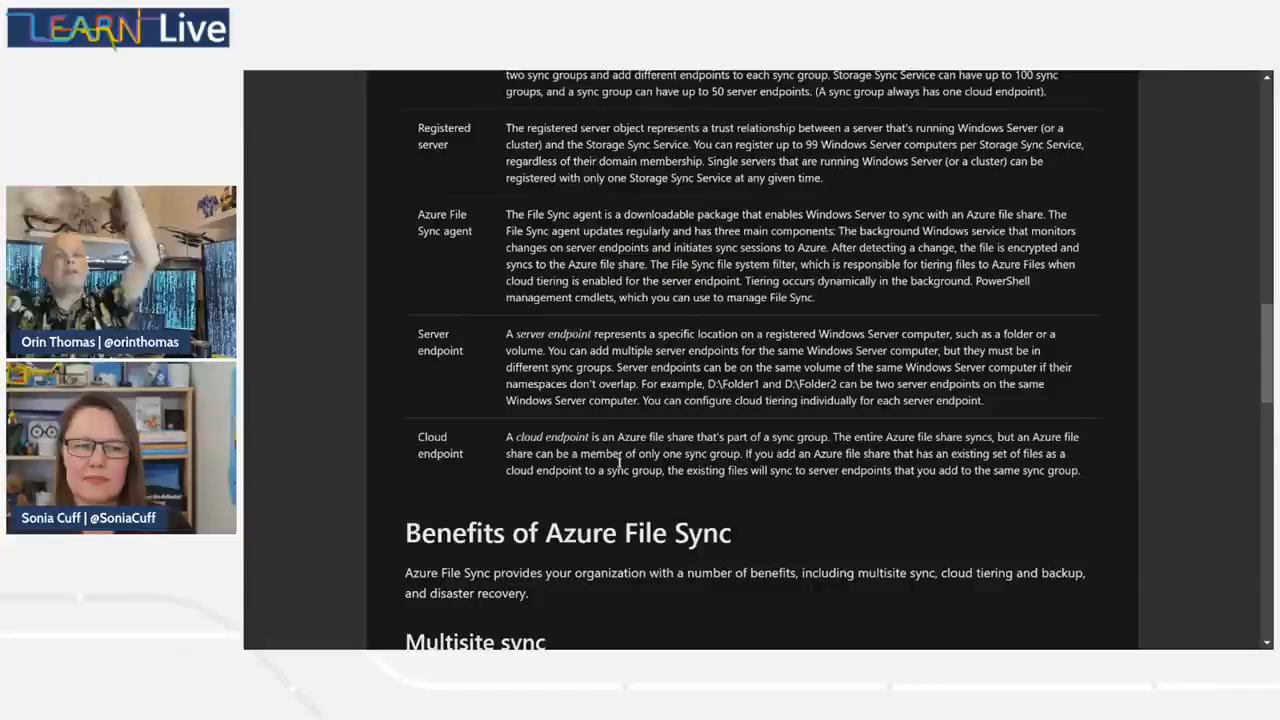 LEARN Live
two sync groups and add different endpoints to each sync group. Storage Sync Service can have up to 100 sync
groups, and a sync group can have up to 50 server endpoints. (A sync group always has one cloud endpoint).
Registered
server
The registered server object represents a trust relationship between a server that's running Windows Server (or a
cluster) and the Storage Sync Service. You can register up to 99 Windows Server computers per Storage Sync Service,
regardless of their domain membership. Single servers that are running Windows Server (or a cluster) can be
registered with only one Storage Sync Service at any given time.
Azure File
Sync agent
The File Sync agent is a downloadable package that enables Windows Server to sync with an Azure file share. The
File Sync agent updates regularly and has three main components: The background Windows service that monitors
changes on server endpoints and initiates sync sessions to Azure. After detecting a change, the file is encrypted and
syncs to the Azure file share. The File Sync file system filter, which is responsible for tiering files to Azure Files when
cloud tiering is enabled for the server endpoint. Tiering occurs dynamically in the background. PowerShell
management cmdlets, which you can use to manage File Sync.
Server
endpoint
A server endpoint represents a specific location on a registered Windows Server computer, such as a folder or a
volume. You can add multiple server endpoints for the same Windows Server computer, but they must be in
different sync groups. Server endpoints can be on the same volume of the same Windows Server computer if their
namespaces don't overlap. For example, D:\Folder1 and D:\Folder2 can be two server endpoints on the same
Windows Server computer. You can configure cloud tiering individually for each server endpoint.
Cloud
endpoint
A cloud endpoint is an Azure file share that's part of a sync group. The entire Azure file share syncs, but an Azure file
share can be a member of only one sync group. If you add an Azure file share that has an existing set of files as a
cloud endpoint to a sync group, the existing files will sync to server endpoints that you add to the same sync group.
Benefits of Azure File Sync
Azure File Sync provides your organization with a number of benefits, including multisite sync, cloud tiering and backup,
and disaster recovery.
Multisite sync
Orin Thomas | @orinthomas
Sonia Cuff | @SoniaCuff